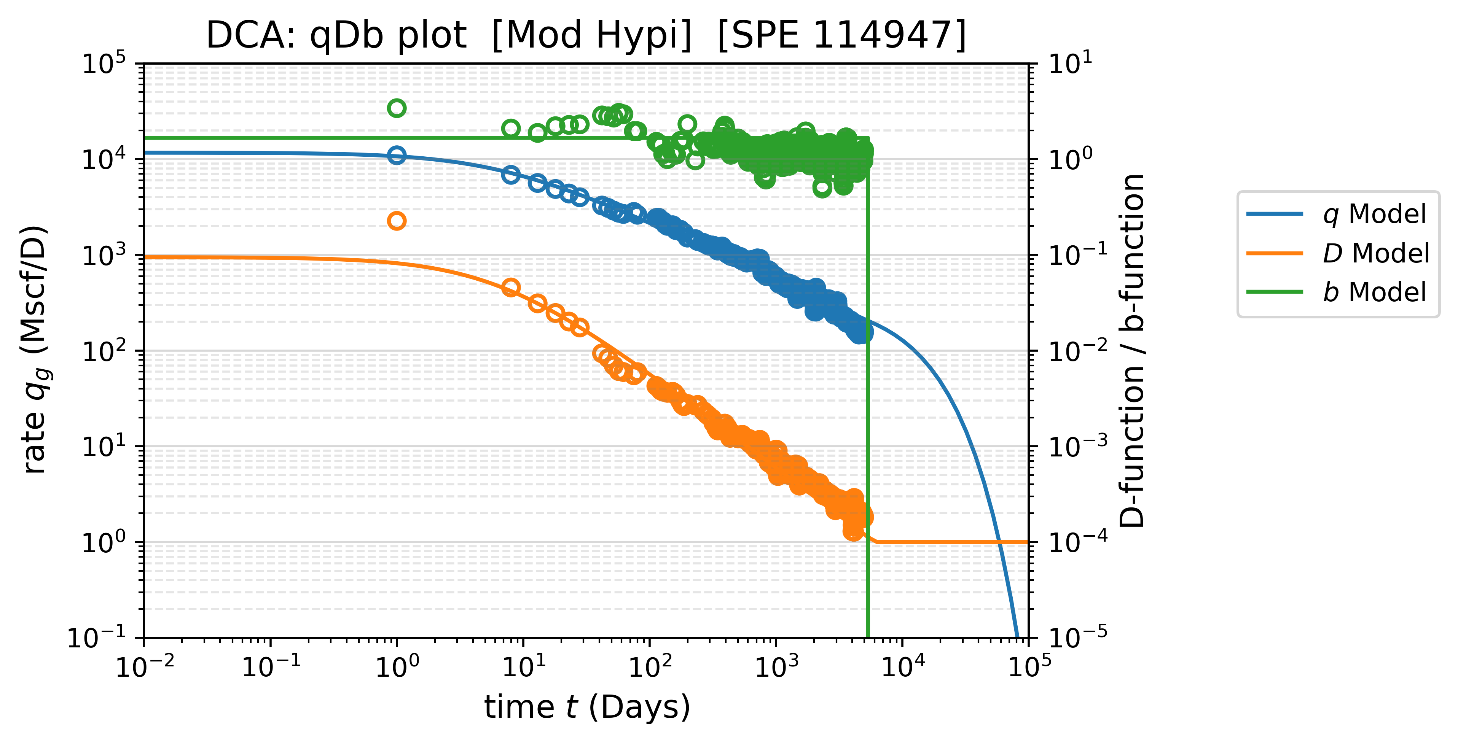 DCA: qDb plot [Mod Hypi] [SPE 114947]
rate q_g (Mscf/D)
10^5
10^4
10^3
10^2
10^1
10^0
10^-1
10^1
10^0
10^-1
10^-2
10^-3
10^-4
10^-5
D-function / b-function
q Model
D Model
b Model
10^-2 10^-1 10^0 10^1 10^2 10^3 10^4 10^5
time t (Days)